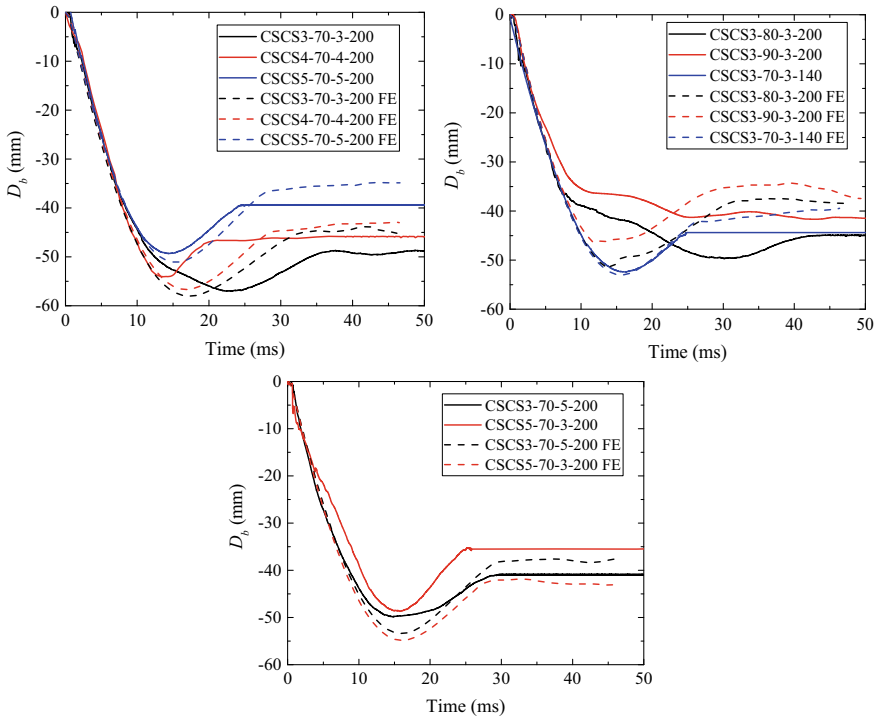 0
-10
-20
-30
-40
-50
-60
D_b (mm)
CSCS3-70-3-200
CSCS4-70-4-200
CSCS5-70-5-200
CSCS3-70-3-200 FE
CSCS4-70-4-200 FE
CSCS5-70-5-200 FE
0 10 20 30 40 50
Time (ms)
0
-10
-20
-30
-40
-50
-60
D_b (mm)
CSCS3-80-3-200
CSCS3-90-3-200
CSCS3-70-3-140
CSCS3-80-3-200 FE
CSCS3-90-3-200 FE
CSCS3-70-3-140 FE
0 10 20 30 40 50
Time (ms)
0
-10
-20
-30
-40
-50
-60
D_b (mm)
CSCS3-70-5-200
CSCS5-70-3-200
CSCS3-70-5-200 FE
CSCS5-70-3-200 FE
0 10 20 30 40 50
Time (ms)